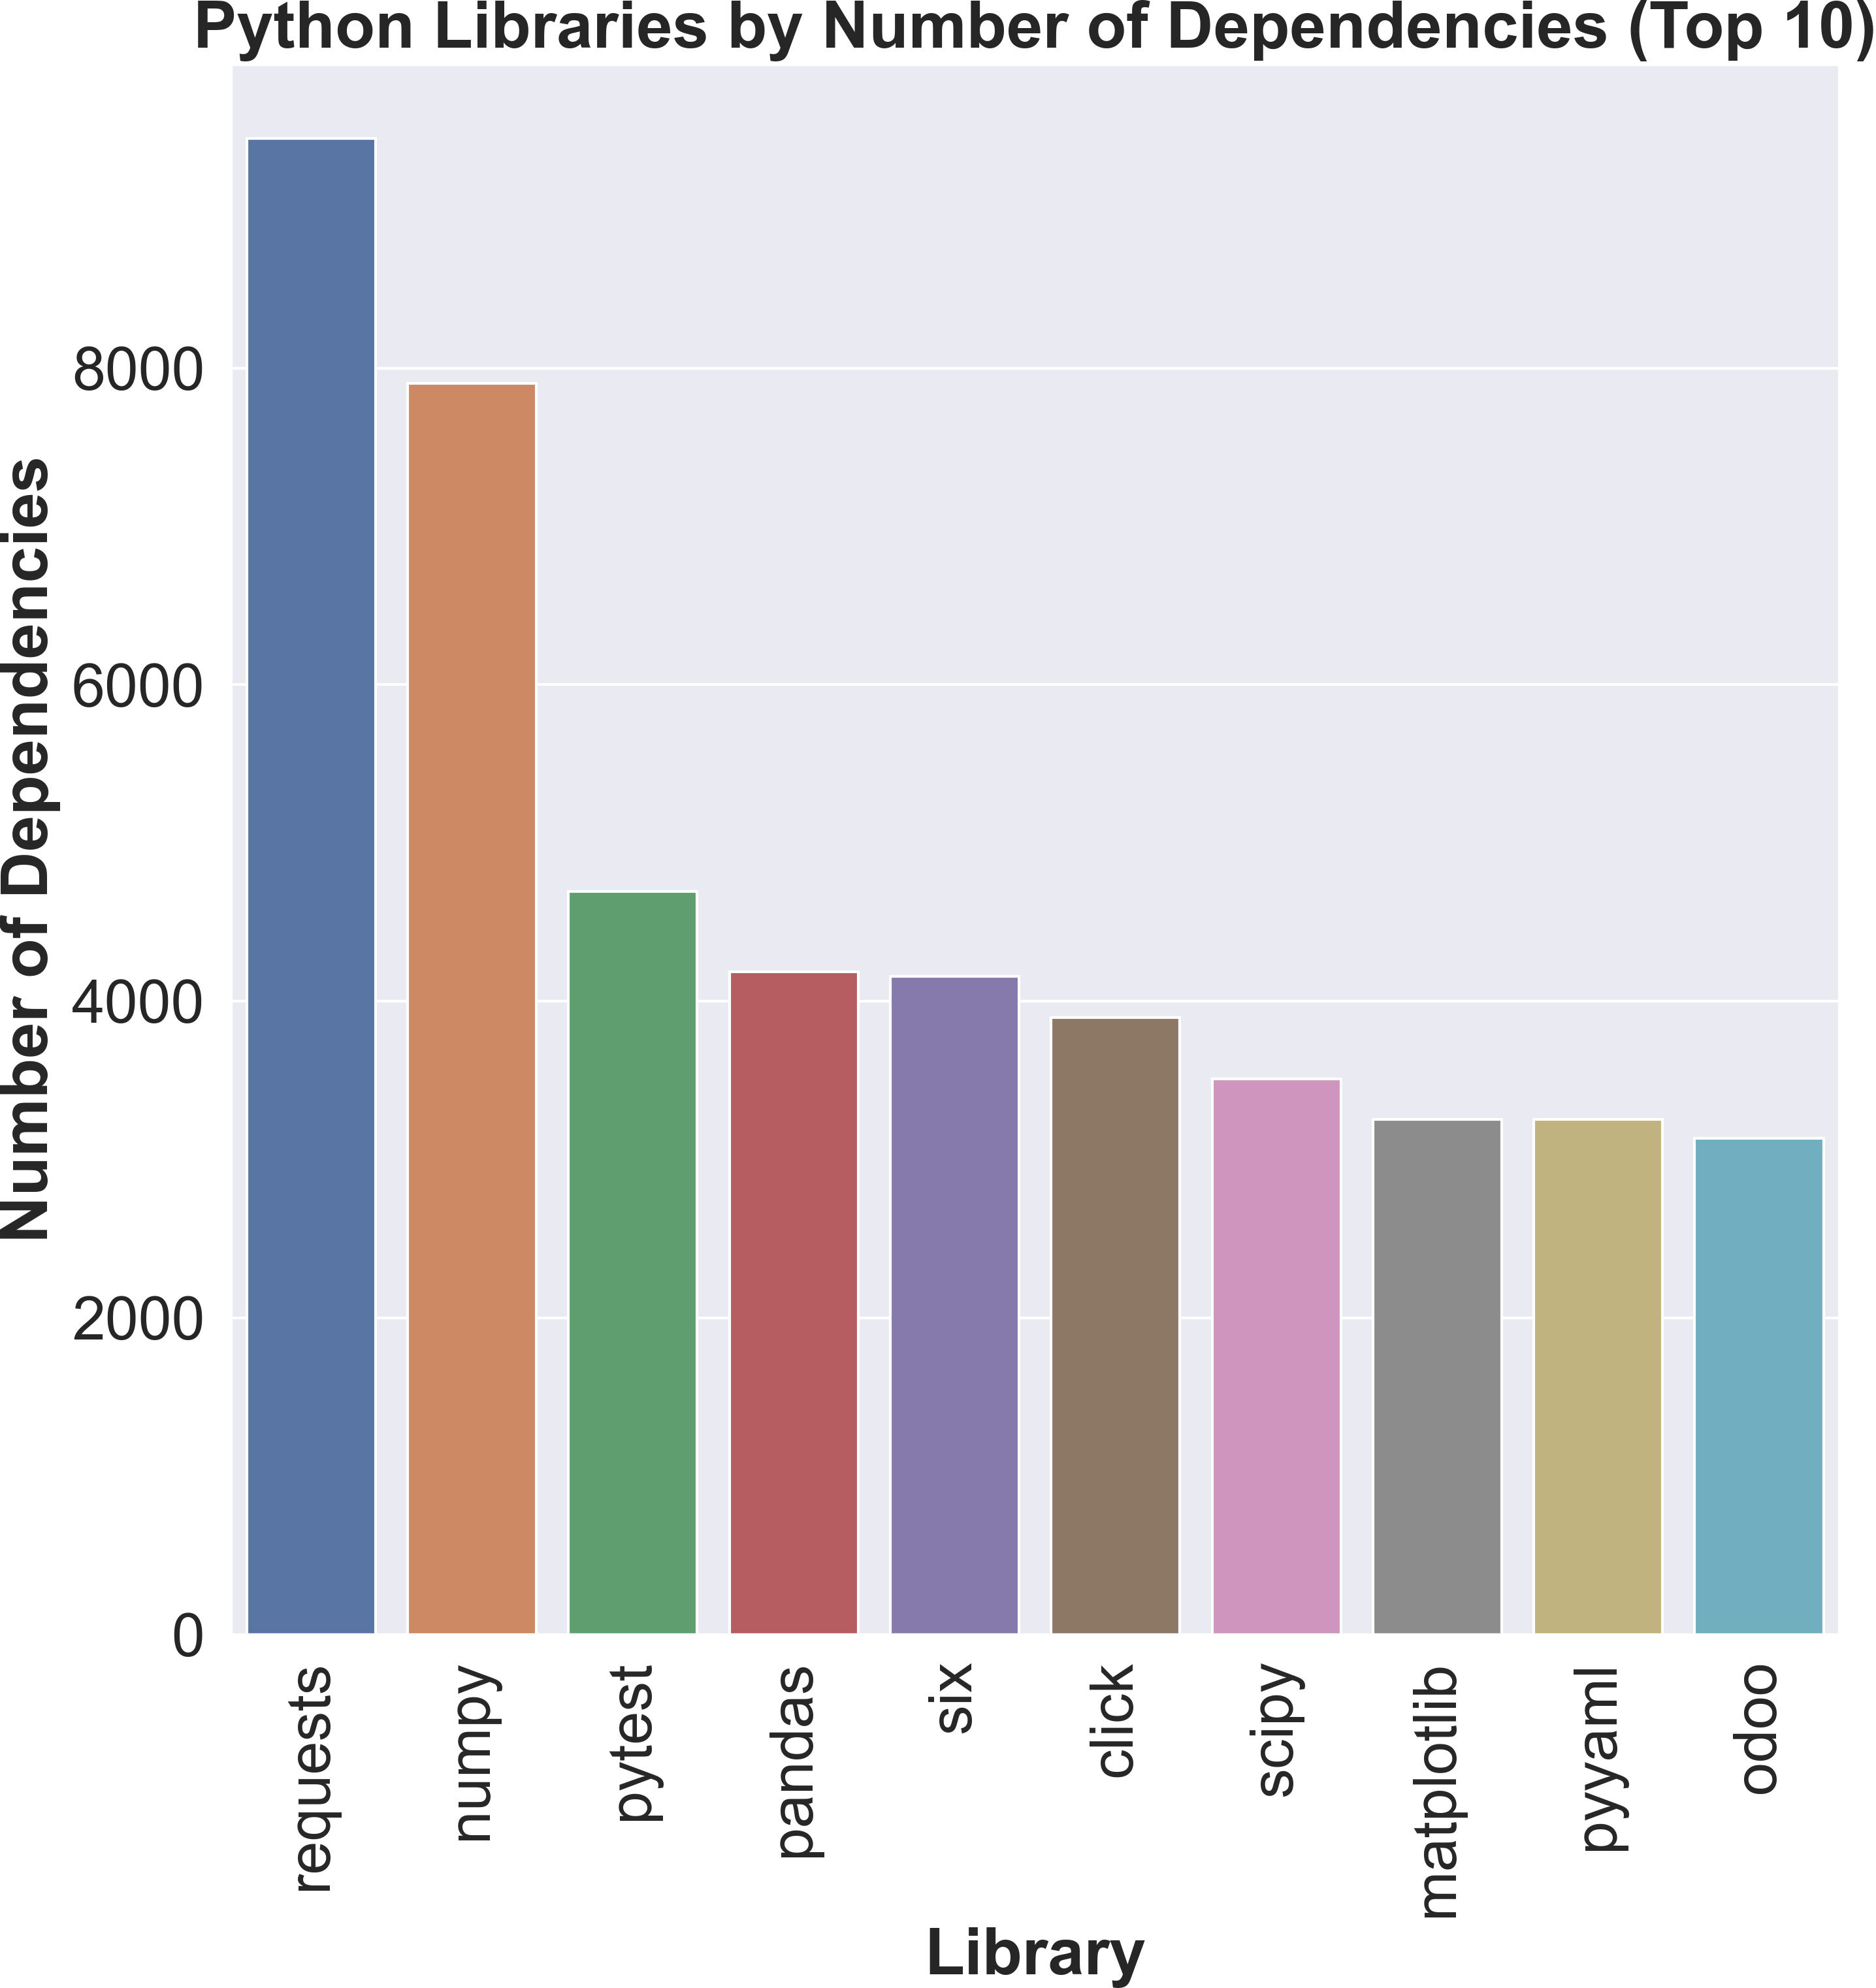 Python Libraries by Number of Dependencies (Top 10)
Number of Dependencies
8000
6000
4000
2000
0
requests
numpy
pytest
pandas
six
click
scipy
matplotlib
pyyaml
odoo
Library